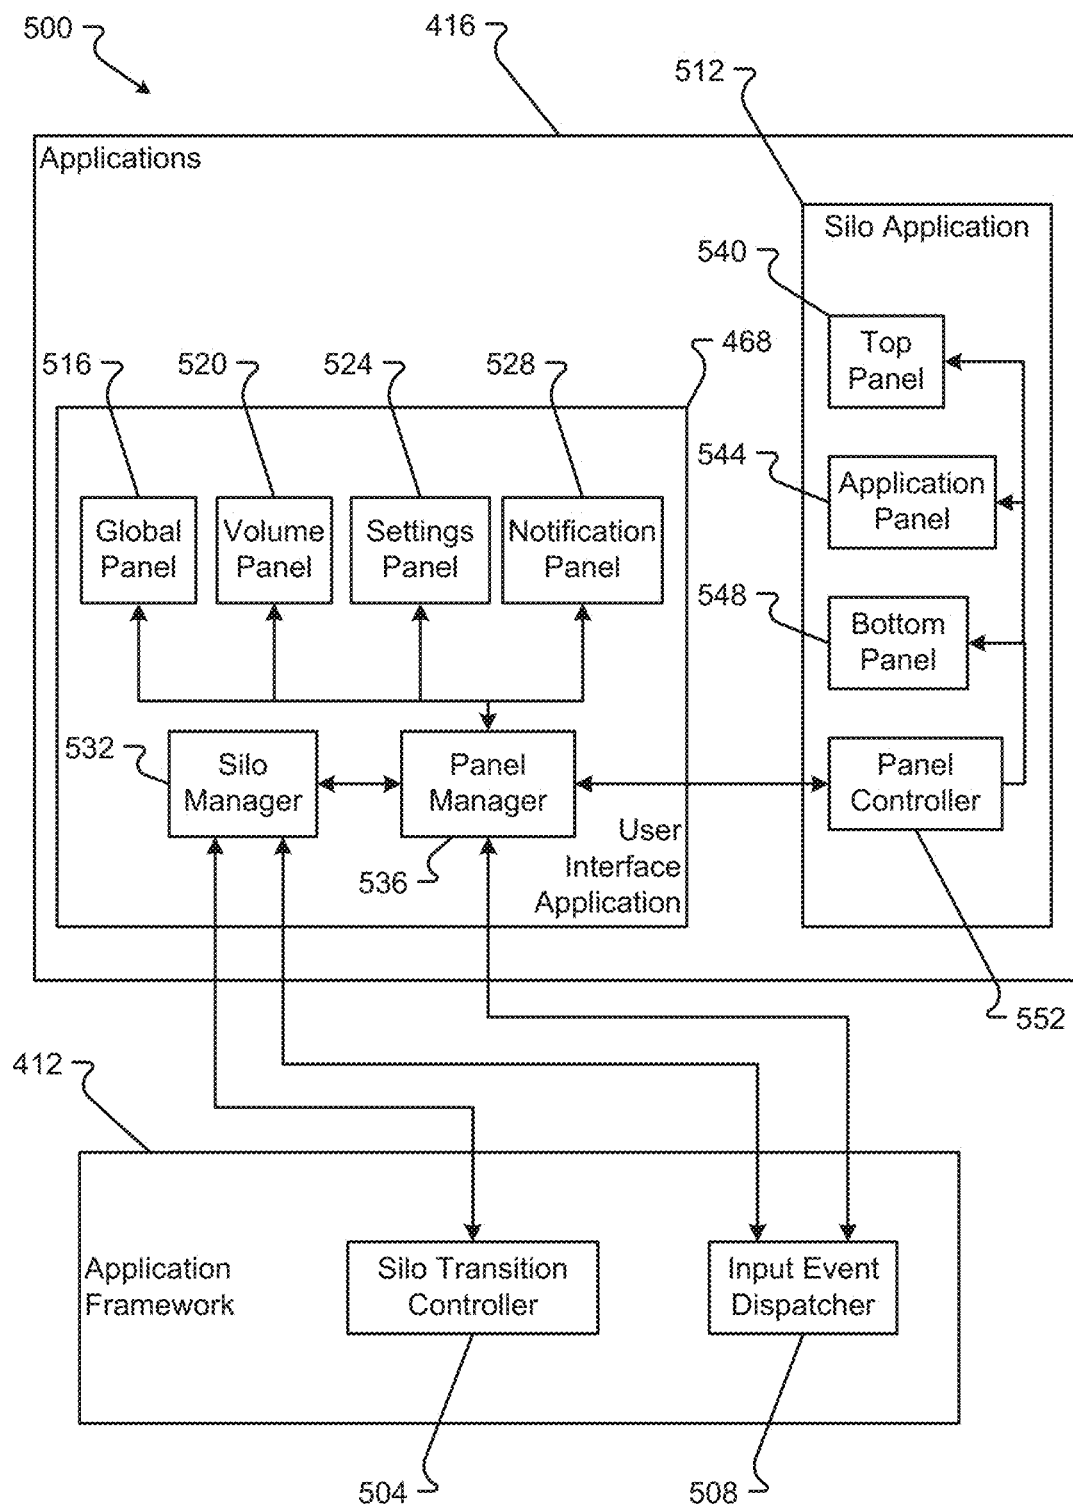 500
416
512
Applications
Silo Application
540
Top
Panel
516
520
524
528
468
544
Application
Panel
Global
Panel
Volume
Panel
Settings
Panel
Notification
Panel
548
Bottom
Panel
532
Silo
Manager
Panel
Manager
Panel
Controller
536
User
Interface
Application
552
412
Application
Framework
Silo Transition
Controller
Input Event
Dispatcher
504
508